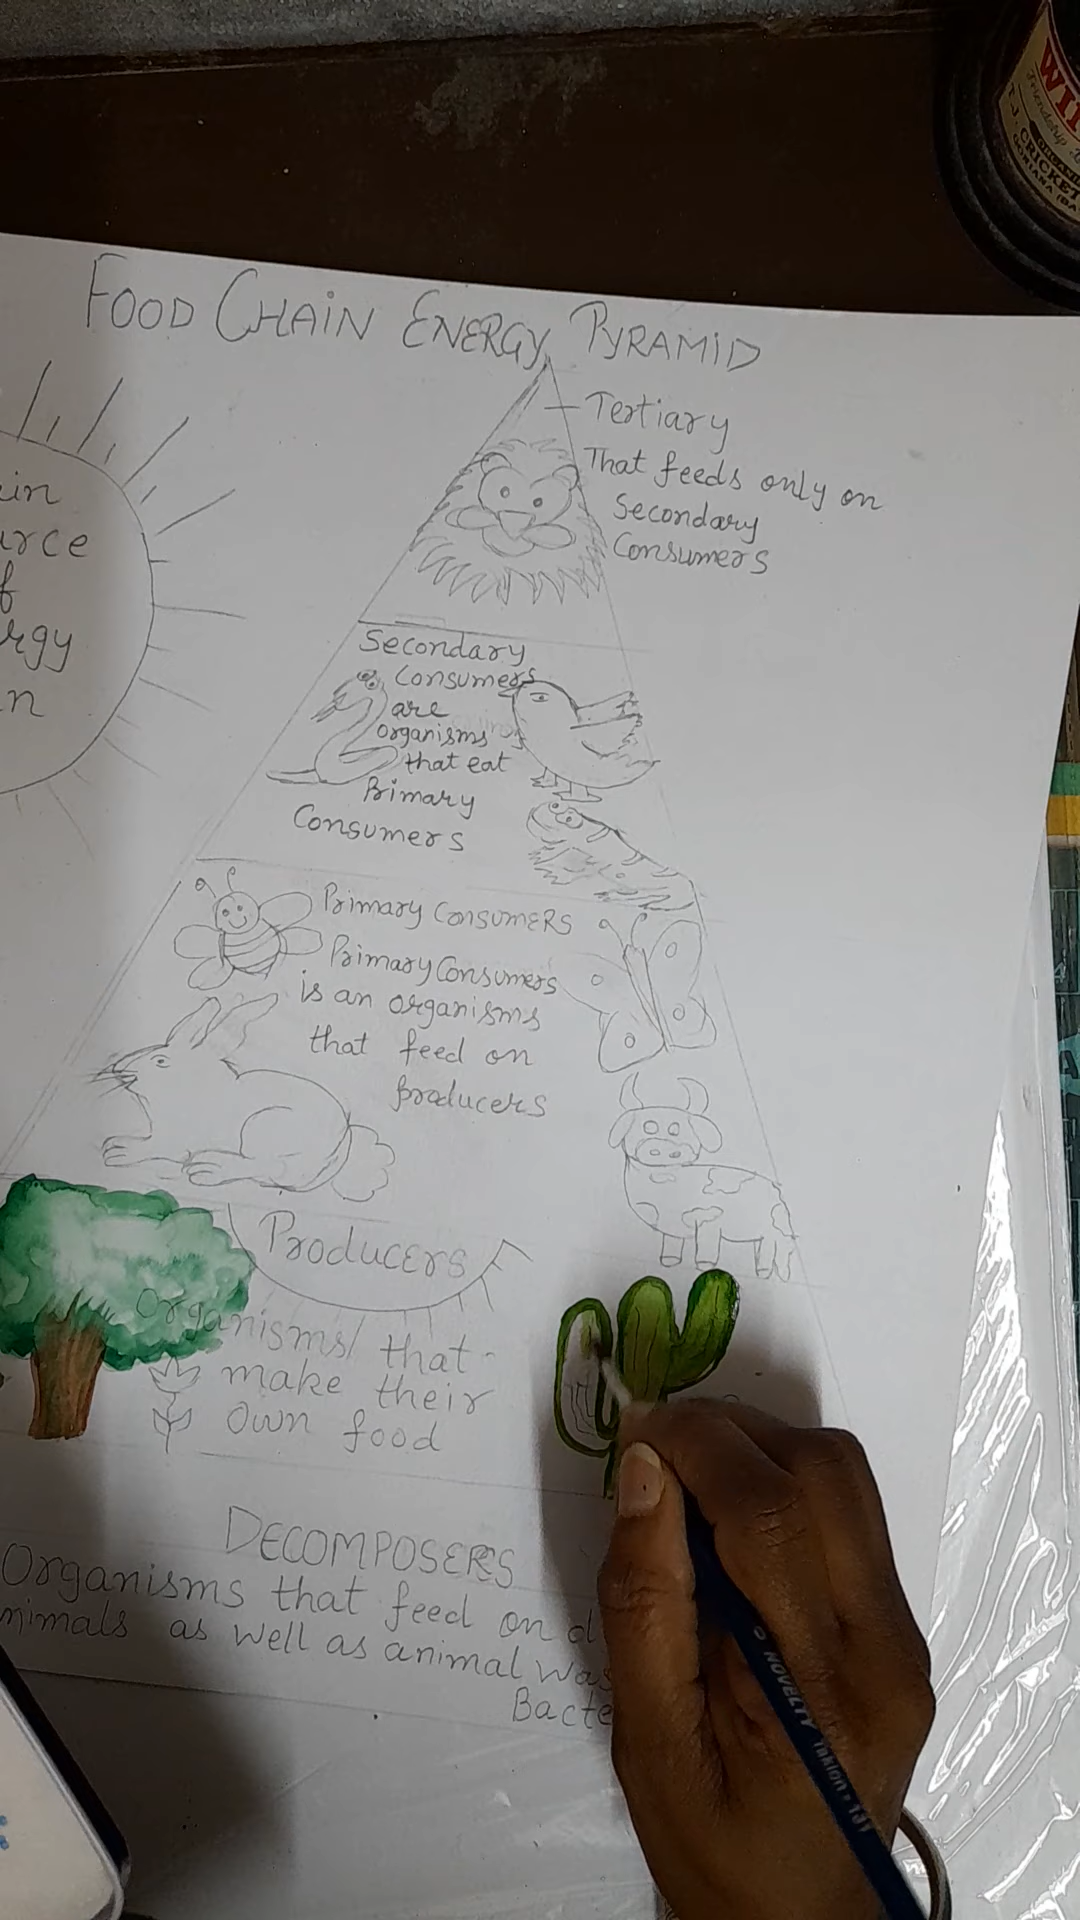 FOOD CHAIN ENERGY PYRAMID
Tertiary
That feeds only on
Secondary
Consumers
Secondary
Consumers
are
organisms
that eat
Primary
Consumers
Primary Consumers
Primary Consumers
is an organisms
that feed on
producers
Producers
Organisms that
make their
own food
DECOMPOSERS
Organisms that feed on
as well as animal
NOVELTY
CRICKET